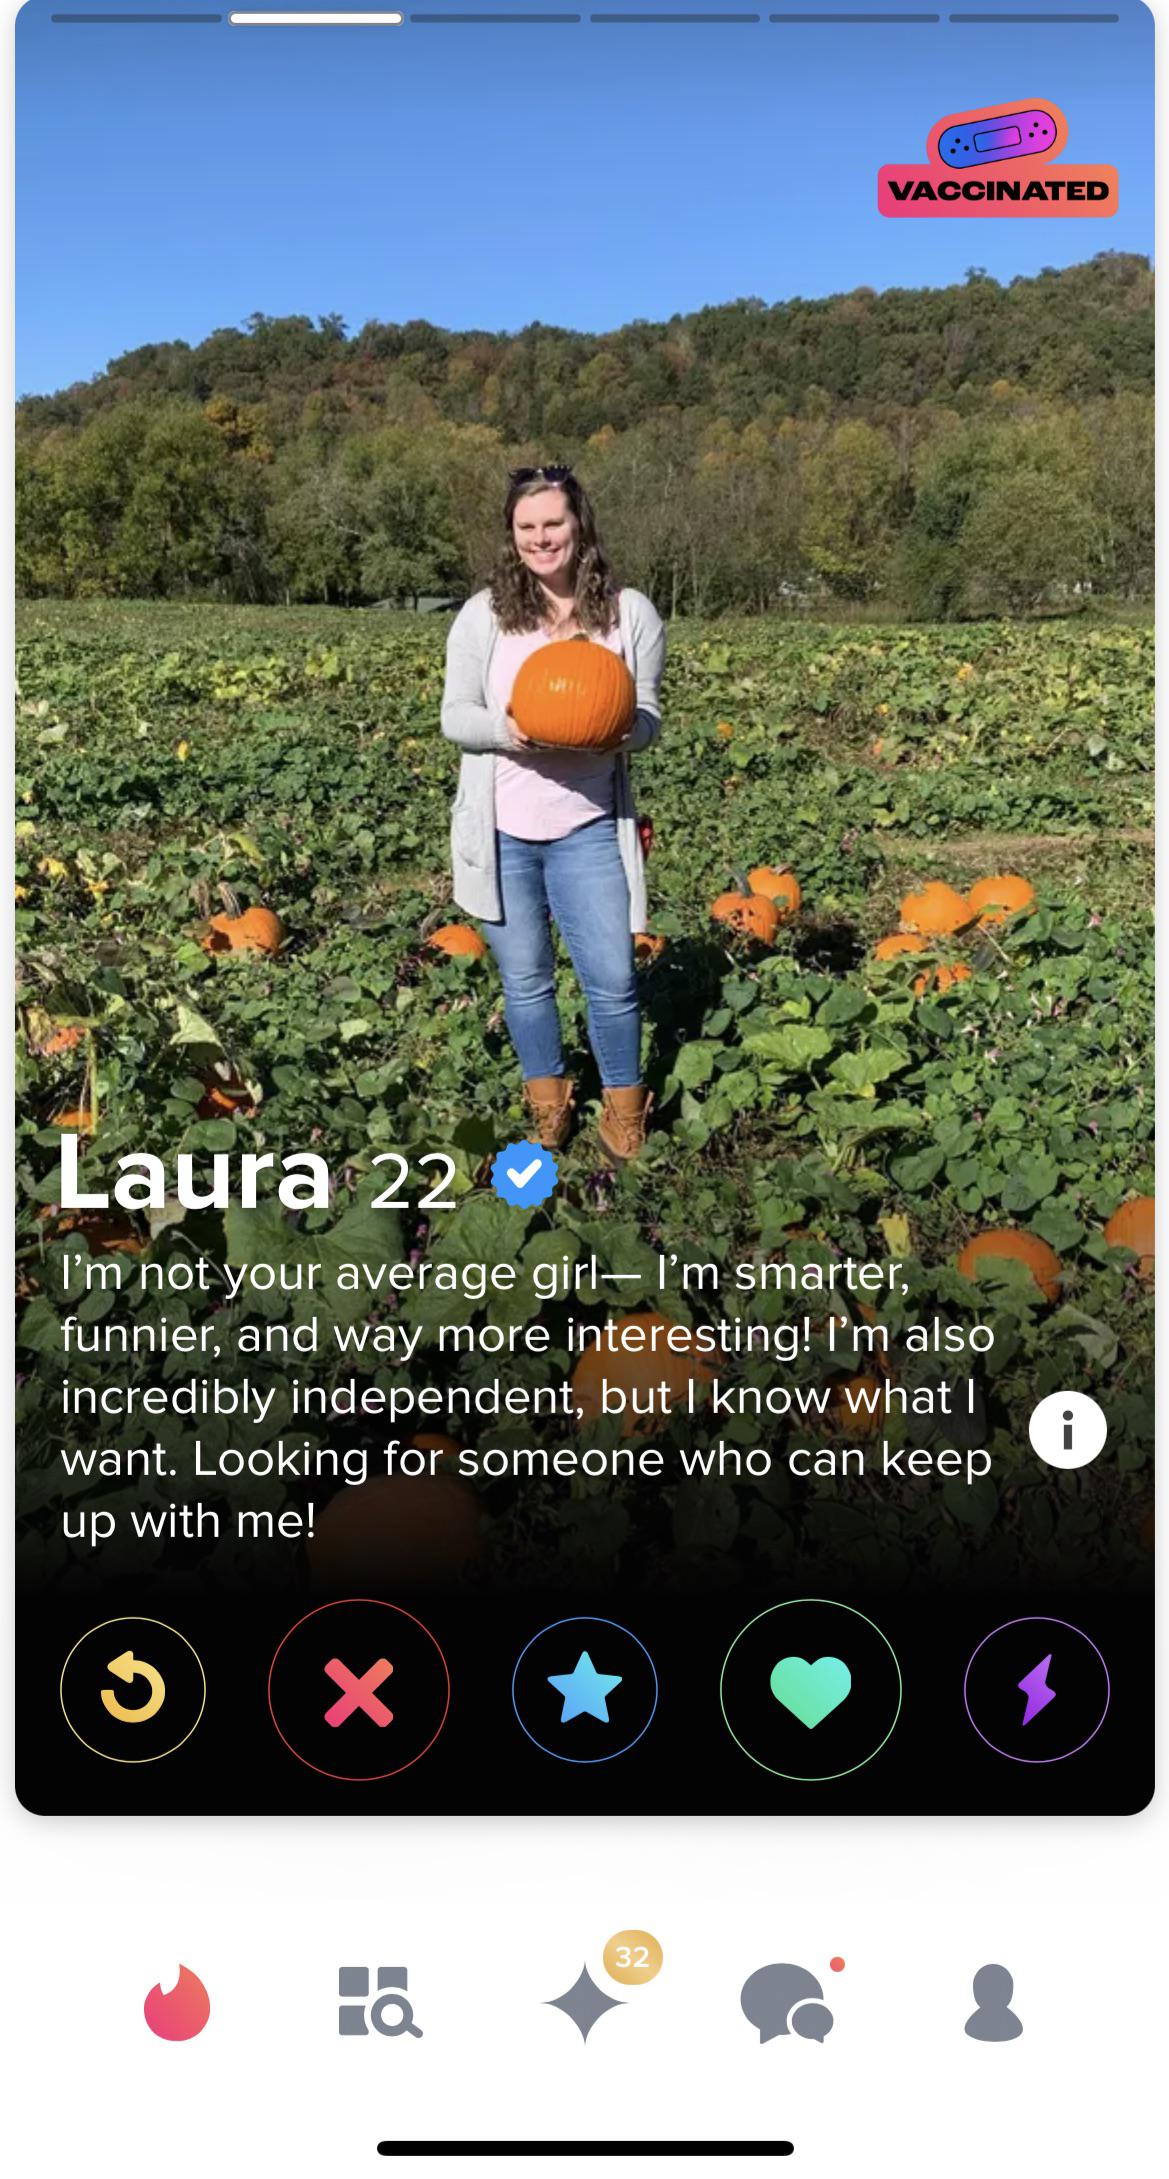 VACCINATED
Laura 22
I'm not your average girl— I'm smarter,
funnier, and way more interesting! I'm also
incredibly independent, but I know what I
want. Looking for someone who can keep
up with me!
32